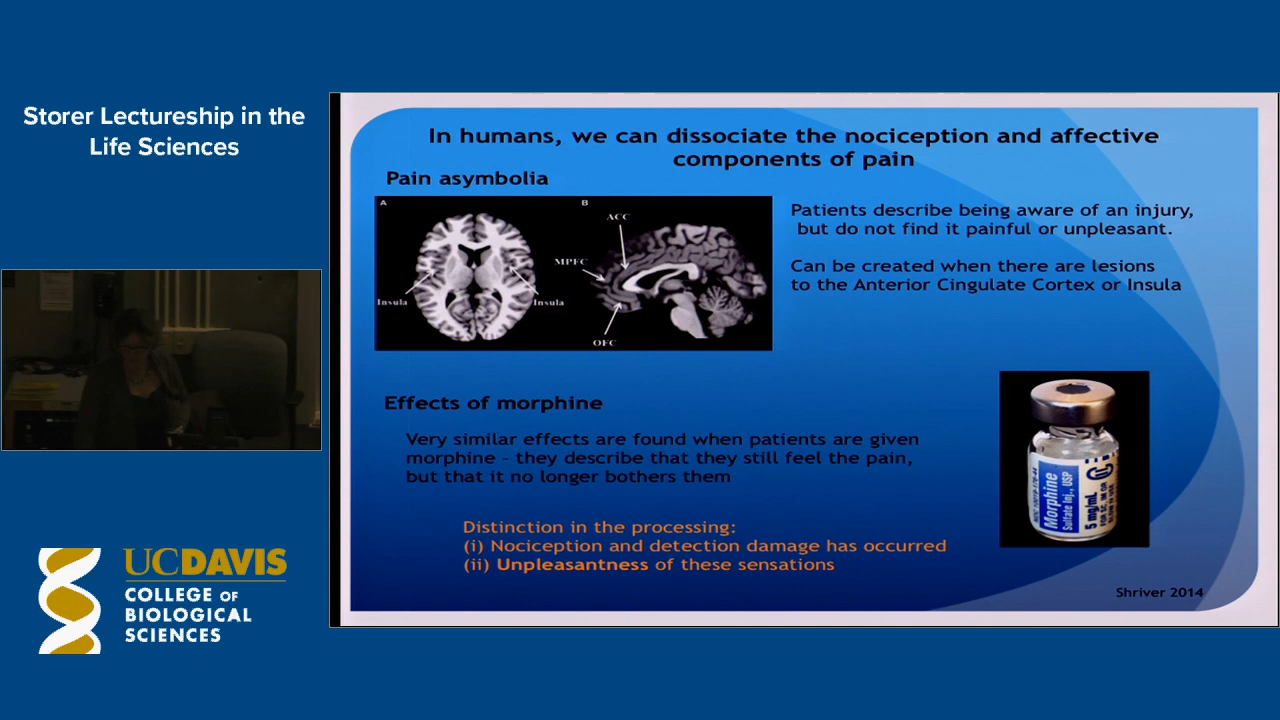 Storer Lectureship in the
Life Sciences
In humans, we can dissociate the nociception and affective
components of pain
Pain asymbolia
A
B
ACC
MPFC
Insula
Insula
OFC
Patients describe being aware of an injury,
but do not find it painful or unpleasant.
Can be created when there are lesions
to the Anterior Cingulate Cortex or Insula
Effects of morphine
Very similar effects are found when patients are given
morphine - they describe that they still feel the pain,
but that it no longer bothers them
Morphine
Sulfate Inj., USP
5 mg/mL
Distinction in the processing:
(i) Nociception and detection damage has occurred
(ii) Unpleasantness of these sensations
Shriver 2014
UCDAVIS
COLLEGE OF
BIOLOGICAL
SCIENCES